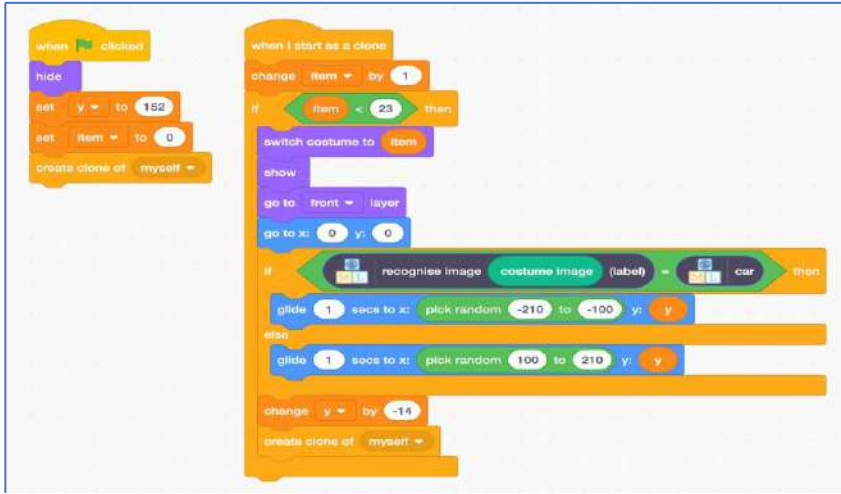 when clicked
hide
set y to 152
set item to 0
create clone of myself
when I start as a clone
change item by 1
if item < 23 then
switch costume to item
show
go to front layer
go to x: 0 y: 0
if recognise image costume image (label) = car then
glide 1 secs to x: pick random -210 to -100 y: y
else
glide 1 secs to x: pick random 100 to 210 y: y
change y by -14
create clone of myself